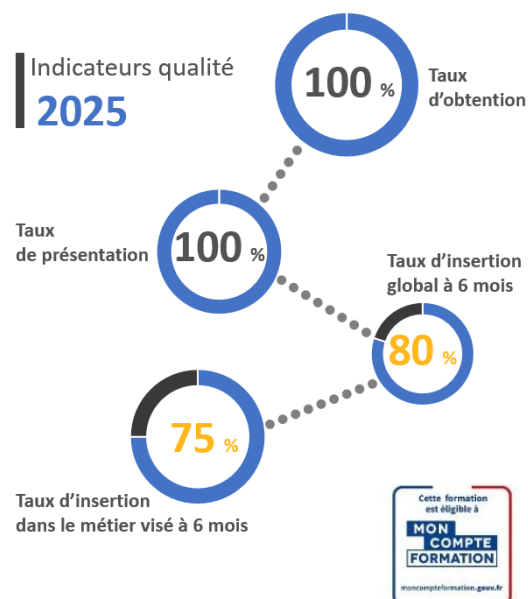 Indicateurs qualité
2025
100 %
Taux
d'obtention
Taux
de présentation
100 %
Taux d'insertion
global à 6 mois
80 %
75 %
Taux d'insertion
dans le métier visé à 6 mois
Cette formation
est éligible à
MON
COMPTE
FORMATION
moncompteformation.gouv.fr